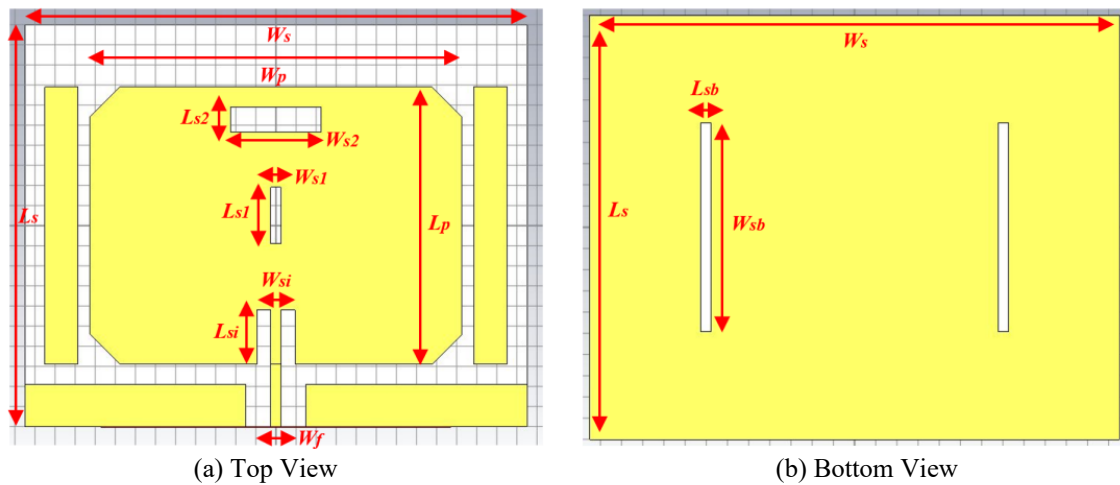 Ws
Wp
Ls2
Ws2
Ws1
Ls1
Ls
Lp
Wsi
Lsi
Wf
(a) Top View
Ws
Lsb
Ls
Wsb
(b) Bottom View